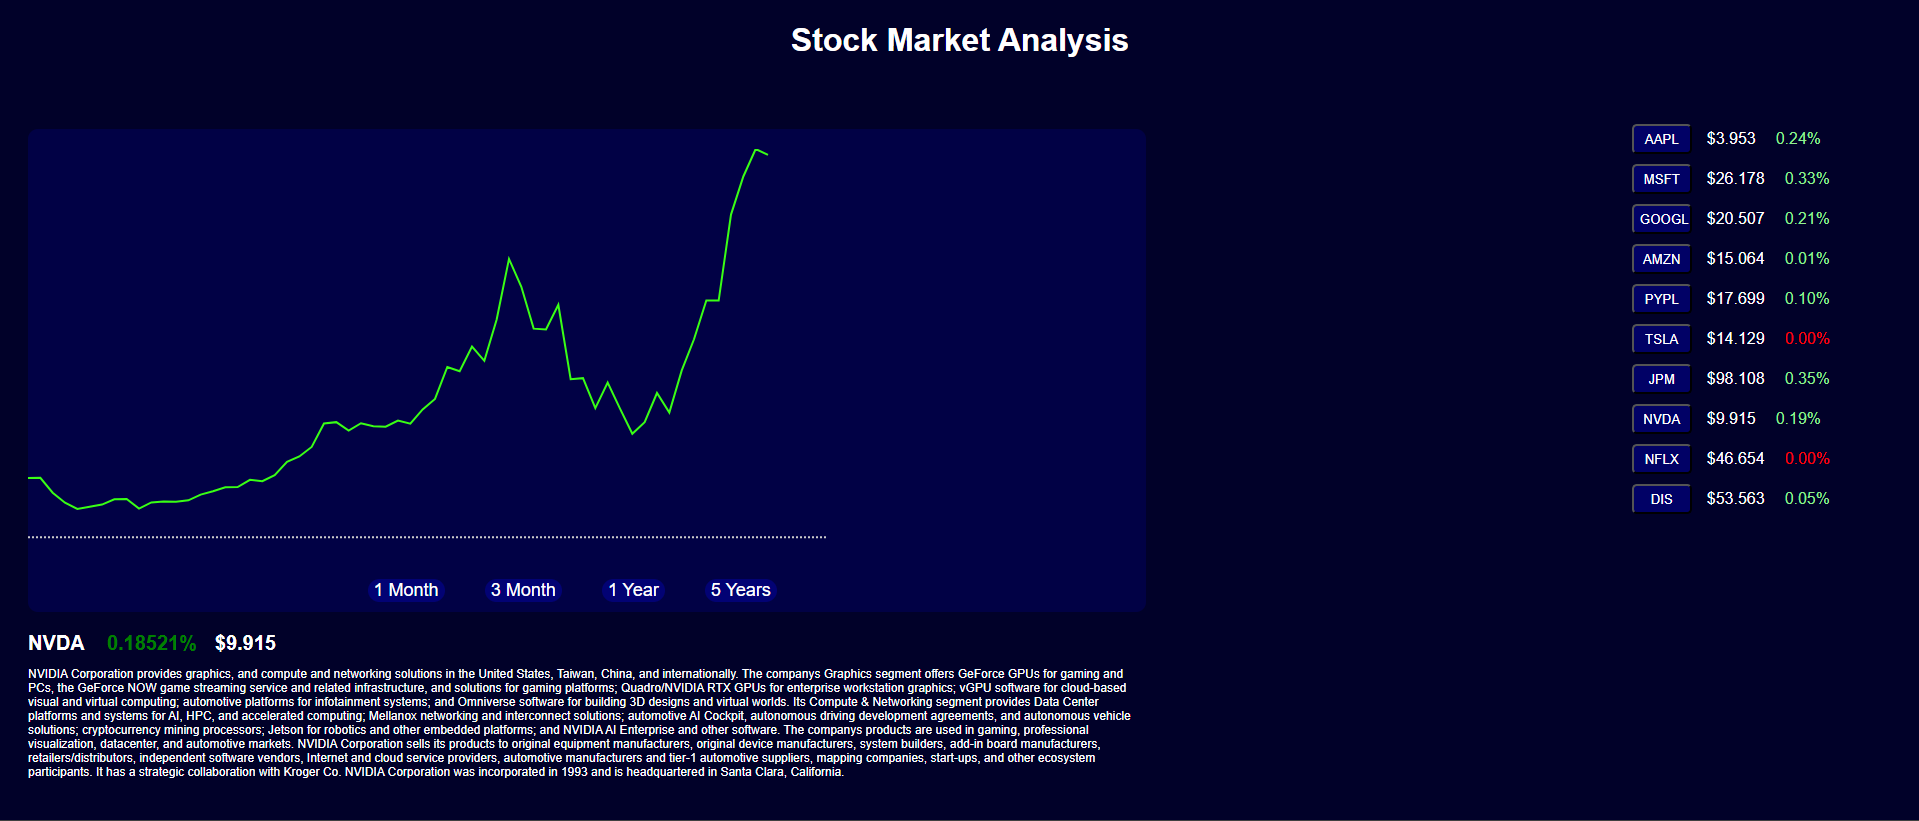 Stock Market Analysis
AAPL $3.953 0.24%
MSFT $26.178 0.33%
GOOGL $20.507 0.21%
AMZN $15.064 0.01%
PYPL $17.699 0.10%
TSLA $14.129 0.00%
JPM $98.108 0.35%
NVDA $9.915 0.19%
NFLX $46.654 0.00%
DIS $53.563 0.05%
1 Month 3 Month 1 Year 5 Years
NVDA 0.18521% $9.915
NVIDIA Corporation provides graphics, and compute and networking solutions in the United States, Taiwan, China, and internationally. The companys Graphics segment offers GeForce GPUs for gaming and
PCs, the GeForce NOW game streaming service and related infrastructure, and solutions for gaming platforms; Quadro/NVIDIA RTX GPUs for enterprise workstation graphics; vGPU software for cloud-based
visual and virtual computing; automotive platforms for infotainment systems; and Omniverse software for building 3D designs and virtual worlds. Its Compute & Networking segment provides Data Center
platforms and systems for AI, HPC, and accelerated computing; Mellanox networking and interconnect solutions; automotive AI Cockpit, autonomous driving development agreements, and autonomous vehicle
solutions; cryptocurrency mining processors; Jetson for robotics and other embedded platforms; and NVIDIA AI Enterprise and other software. The companys products are used in gaming, professional
visualization, datacenter, and automotive markets. NVIDIA Corporation sells its products to original equipment manufacturers, original device manufacturers, system builders, add-in board manufacturers,
retailers/distributors, independent software vendors, Internet and cloud service providers, automotive manufacturers and tier-1 automotive suppliers, mapping companies, start-ups, and other ecosystem
participants. It has a strategic collaboration with Kroger Co. NVIDIA Corporation was incorporated in 1993 and is headquartered in Santa Clara, California.